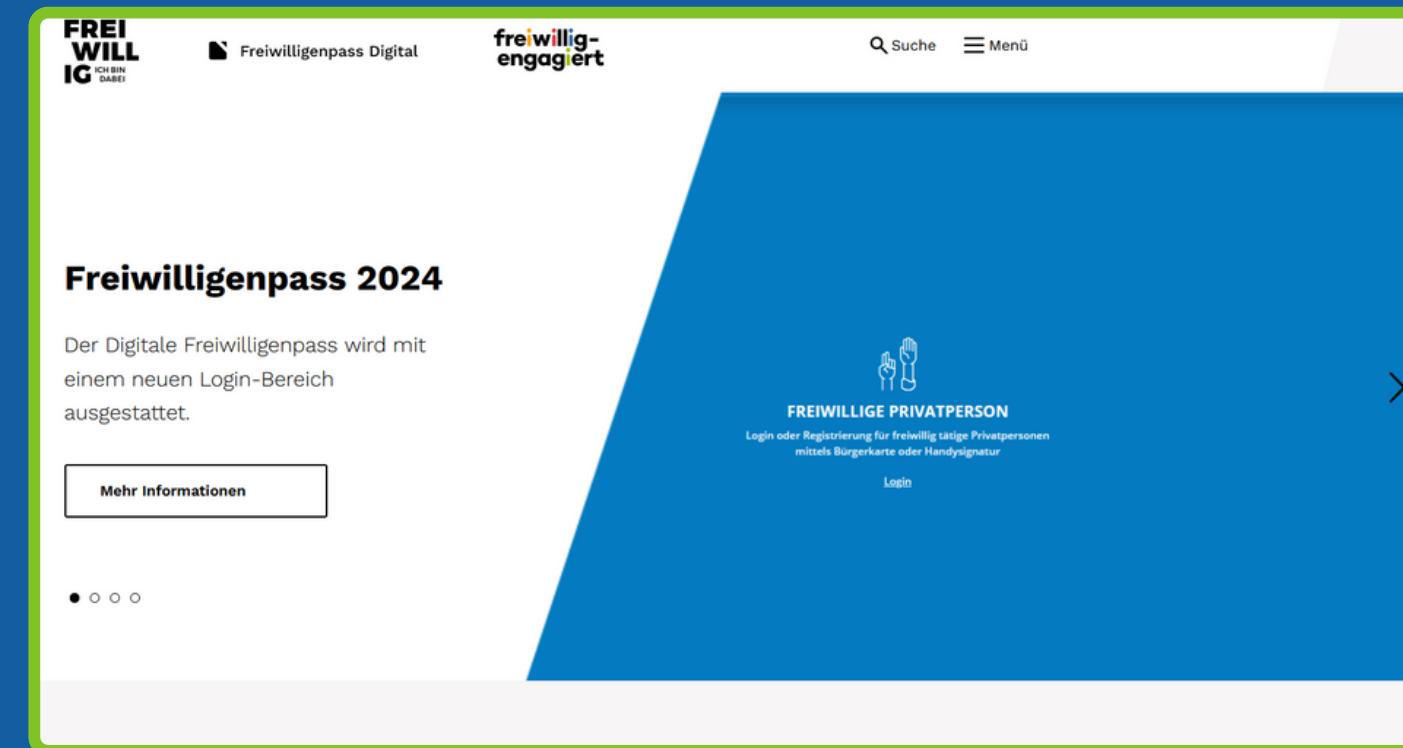 FREI
WILL
IG ICH BIN
DABEI
Freiwilligenpass Digital
freiwillig-
engagiert
Suche
Menü
Freiwilligenpass 2024
Der Digitale Freiwilligenpass wird mit
einem neuen Login-Bereich
ausgestattet.
Mehr Informationen
FREIWILLIGE PRIVATPERSON
Login oder Registrierung für freiwillig tätige Privatpersonen
mittels Bürgerkarte oder Handysignatur
Login